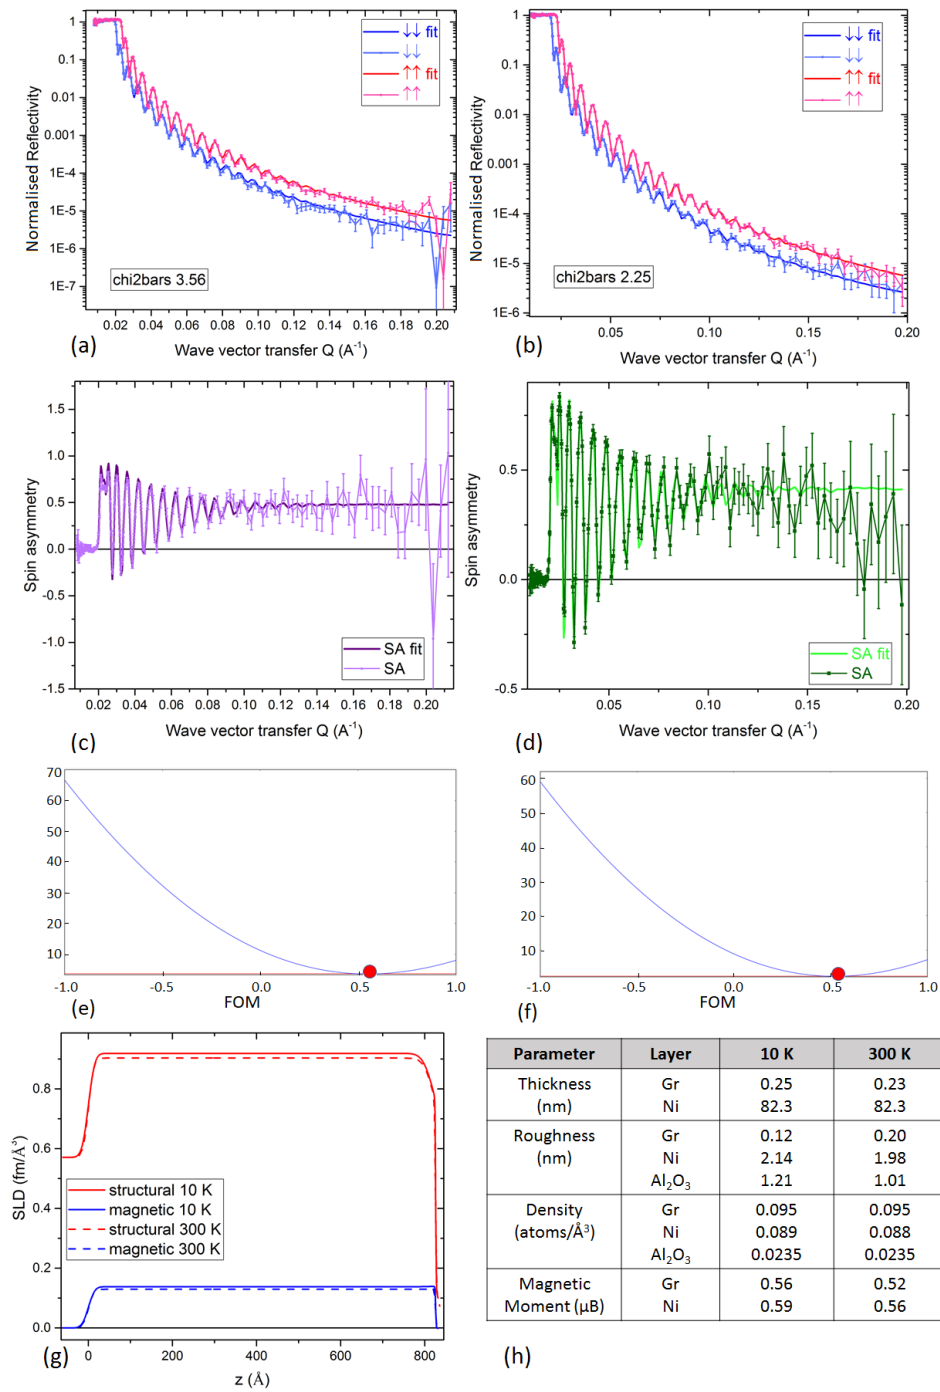 1
0.1
0.01
0.001
1E-4
1E-5
1E-6
1E-7
Normalised Reflectivity
↓↓ fit
↓↓
↑↑ fit
↑↑
chi2bars 3.56
0.02 0.04 0.06 0.08 0.10 0.12 0.14 0.16 0.18 0.20
(a)
Wave vector transfer Q (A⁻¹)
1
0.1
0.01
0.001
1E-4
1E-5
1E-6
Normalised Reflectivity
↓↓ fit
↓↓
↑↑ fit
↑↑
chi2bars 2.25
0.05 0.10 0.15 0.20
(b)
Wave vector transfer Q (A⁻¹)
1.5
1.0
0.5
0.0
-0.5
-1.0
-1.5
Spin asymmetry
SA fit
SA
0.02 0.04 0.06 0.08 0.10 0.12 0.14 0.16 0.18 0.20
Wave vector transfer Q (A⁻¹)
(c)
0.5
0.0
-0.5
Spin asymmetry
SA fit
SA
0.05 0.10 0.15 0.20
Wave vector transfer Q (A⁻¹)
(d)
70
60
50
40
30
20
10
-1.0 -0.5 0.0 0.5 1.0
(e)
FOM
60
50
40
30
20
10
-1.0 -0.5 0.0 0.5 1.0
(f)
FOM
0.8
0.6
0.4
0.2
0.0
SLD (fm/Å³)
structural 10 K
magnetic 10 K
structural 300 K
magnetic 300 K
0 200 400 600 800
(g)
z (Å)
Parameter Layer 10 K 300 K
Thickness Gr 0.25 0.23
(nm) Ni 82.3 82.3
Roughness Gr 0.12 0.20
(nm) Ni 2.14 1.98
Al₂O₃ 1.21 1.01
Density Gr 0.095 0.095
(atoms/Å³) Ni 0.089 0.088
Al₂O₃ 0.0235 0.0235
Magnetic Gr 0.56 0.52
Moment (μB) Ni 0.59 0.56
(h)